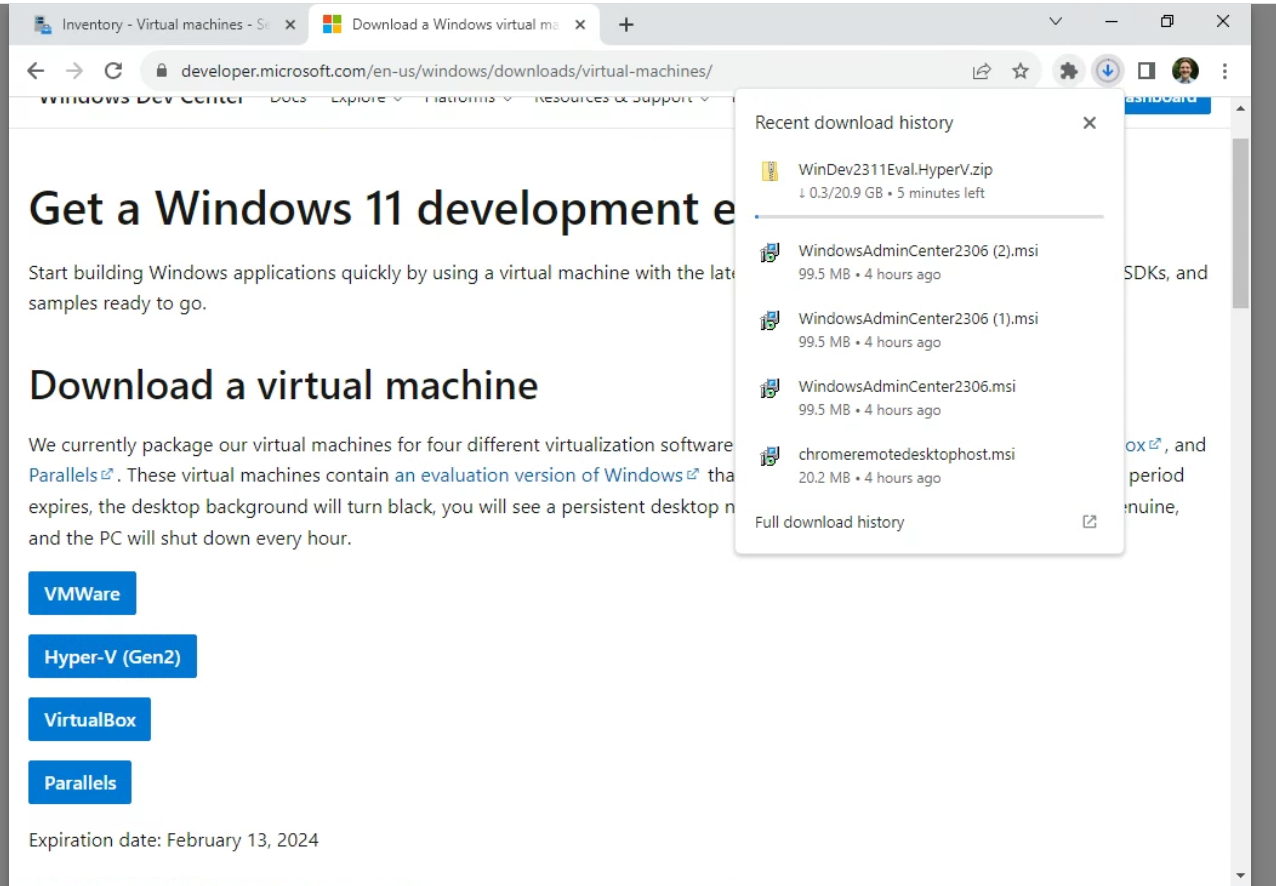 Inventory - Virtual machines - Se
Download a Windows virtual ma
developer.microsoft.com/en-us/windows/downloads/virtual-machines/
Windows Dev Center Docs Explore Platforms Resources & Support Dashboard
Recent download history
WinDev2311Eval.HyperV.zip
↓ 0.3/20.9 GB • 5 minutes left
WindowsAdminCenter2306 (2).msi
99.5 MB • 4 hours ago
WindowsAdminCenter2306 (1).msi
99.5 MB • 4 hours ago
WindowsAdminCenter2306.msi
99.5 MB • 4 hours ago
chromeremotedesktophost.msi
20.2 MB • 4 hours ago
Full download history
Get a Windows 11 development e
Start building Windows applications quickly by using a virtual machine with the late SDKs, and
samples ready to go.
Download a virtual machine
We currently package our virtual machines for four different virtualization software ox, and
Parallels. These virtual machines contain an evaluation version of Windows tha period
expires, the desktop background will turn black, you will see a persistent desktop n enuine,
and the PC will shut down every hour.
VMWare
Hyper-V (Gen2)
VirtualBox
Parallels
Expiration date: February 13, 2024